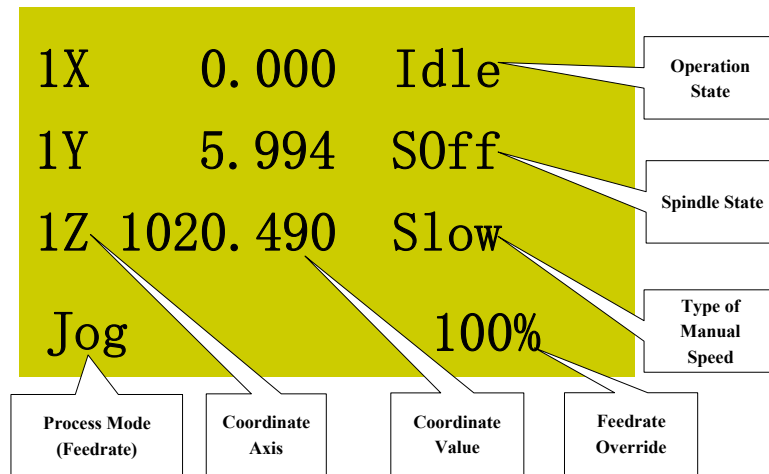 1X 0.000 Idle
1Y 5.994 SOff
1Z 1020.490 Slow
Jog 100%
Operation
State
Spindle State
Type of
Manual
Speed
Process Mode
(Feedrate)
Coordinate
Axis
Coordinate
Value
Feedrate
Override